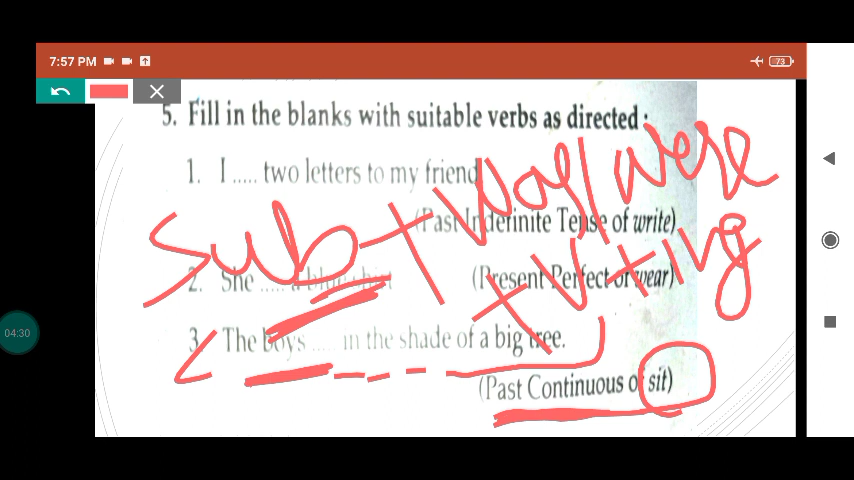 7:57 PM
73
5. Fill in the blanks with suitable verbs as directed :
1. I ..... two letters to my friend
(Past Indefinite Tense of write)
Sub + was/were
+ V + ing
2. She ..... a blue shirt
(Present Perfect of wear)
3. The boys ..... in the shade of a big tree.
(Past Continuous of sit)
04:30